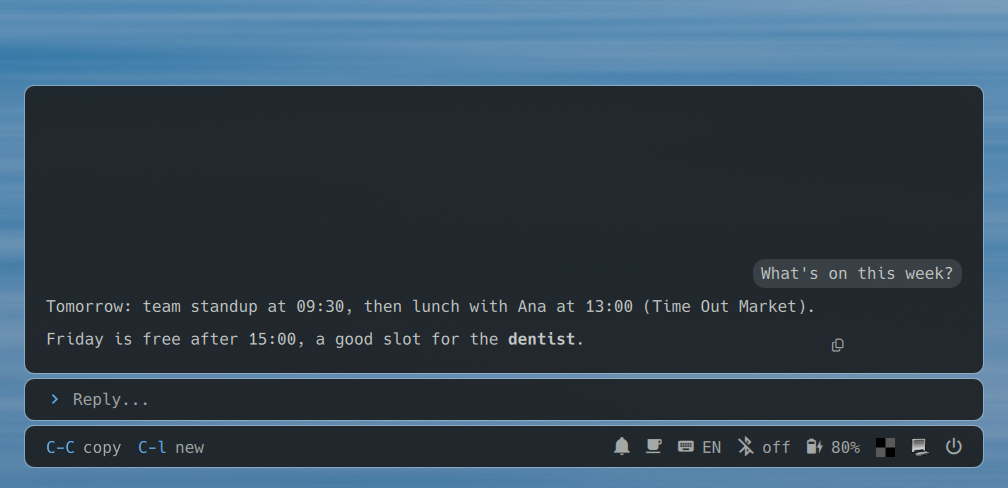 What's on this week?
Tomorrow: team standup at 09:30, then lunch with Ana at 13:00 (Time Out Market).
Friday is free after 15:00, a good slot for the dentist.
Reply...
C-C copy C-l new EN off 80%